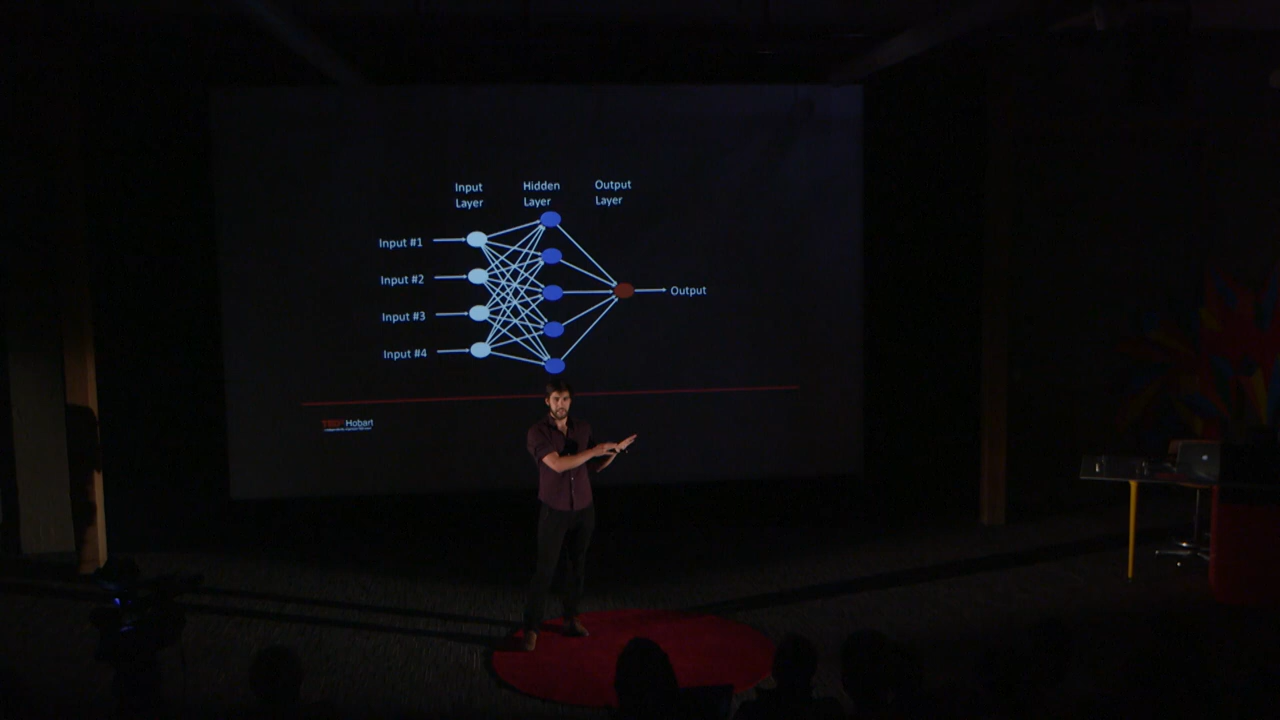 Input Layer
Hidden Layer
Output Layer
Input #1
Input #2
Input #3
Input #4
Output
TEDxHobart